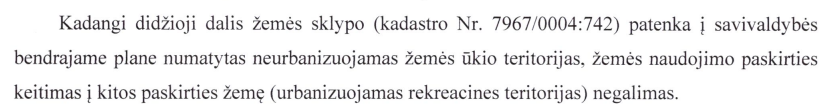 Kadangi didžioji dalis žemės sklypo (kadastro Nr. 7967/0004:742) patenka į savivaldybės
bendrajame plane numatytas neurbanizuojamas žemės ūkio teritorijas, žemės naudojimo paskirties
keitimas į kitos paskirties žemę (urbanizuojamas rekreacines teritorijas) negalimas.